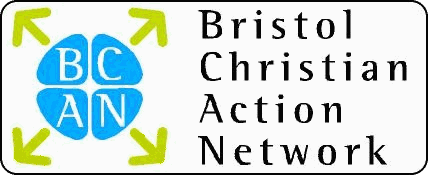 BC
AN
Bristol
Christian
Action
Network